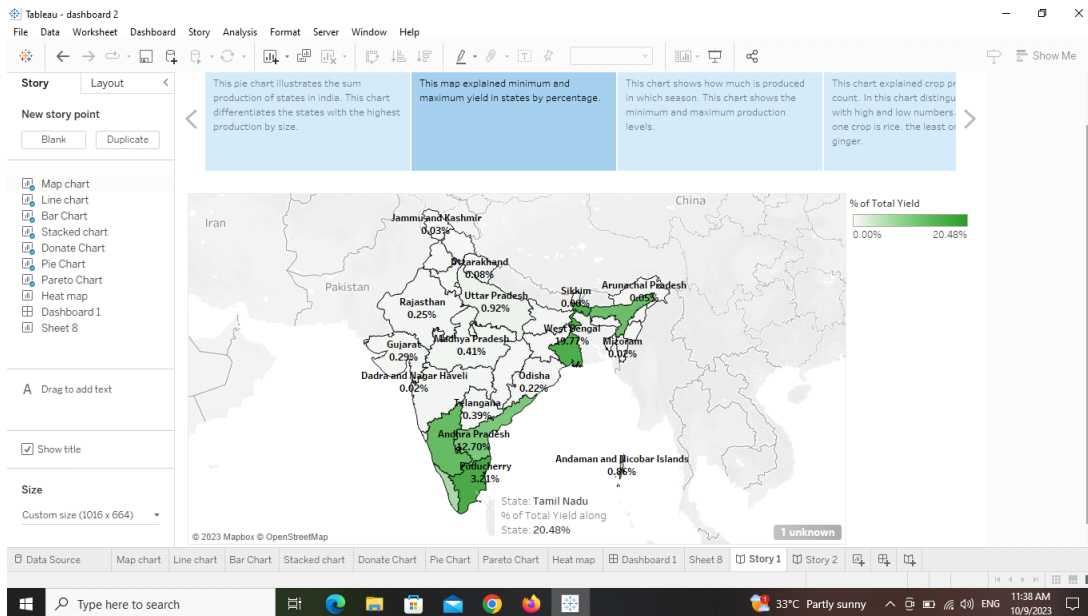 Tableau - dashboard 2
File Data Worksheet Dashboard Story Analysis Format Server Window Help
Show Me
Story Layout
New story point
Blank Duplicate
Map chart
Line chart
Bar Chart
Stacked chart
Donate Chart
Pie Chart
Pareto Chart
Heat map
Dashboard 1
Sheet 8
Drag to add text
Show title
Size
Custom size (1016 x 664)
This pie chart illustrates the sum
production of states in india. This chart
differentiates the states with the highest
production by size.
This map explained minimum and
maximum yield in states by percentage.
This chart shows how much is produced
in which season. This chart shows the
minimum and maximum production
levels.
This chart explained crop pr
count. In this chart distingu
with high and low numbers.
one crop is rice. the least or
ginger.
Iran
China
Pakistan
Jammu and Kashmir
0.03%
Uttarakhand
0.08%
Sikkim
Arunachal Pradesh
0.05%
Rajasthan
0.25%
Uttar Pradesh
0.92%
West Bengal
19.77%
Gujarat
0.29%
Madhya Pradesh
0.41%
Mizoram
0.02%
Dadra and Nagar Haveli
0.02%
Odisha
0.22%
Telangana
0.39%
Andhra Pradesh
12.70%
Puducherry
3.21%
Andaman and Nicobar Islands
State: Tamil Nadu
% of Total Yield along
State: 20.48%
1 unknown
© 2023 Mapbox © OpenStreetMap
% of Total Yield
0.00% 20.48%
Data Source Map chart Line chart Bar Chart Stacked chart Donate Chart Pie Chart Pareto Chart Heat map Dashboard 1 Sheet 8 Story 1 Story 2
Type here to search
33°C Partly sunny
ENG
11:38 AM
10/9/2023